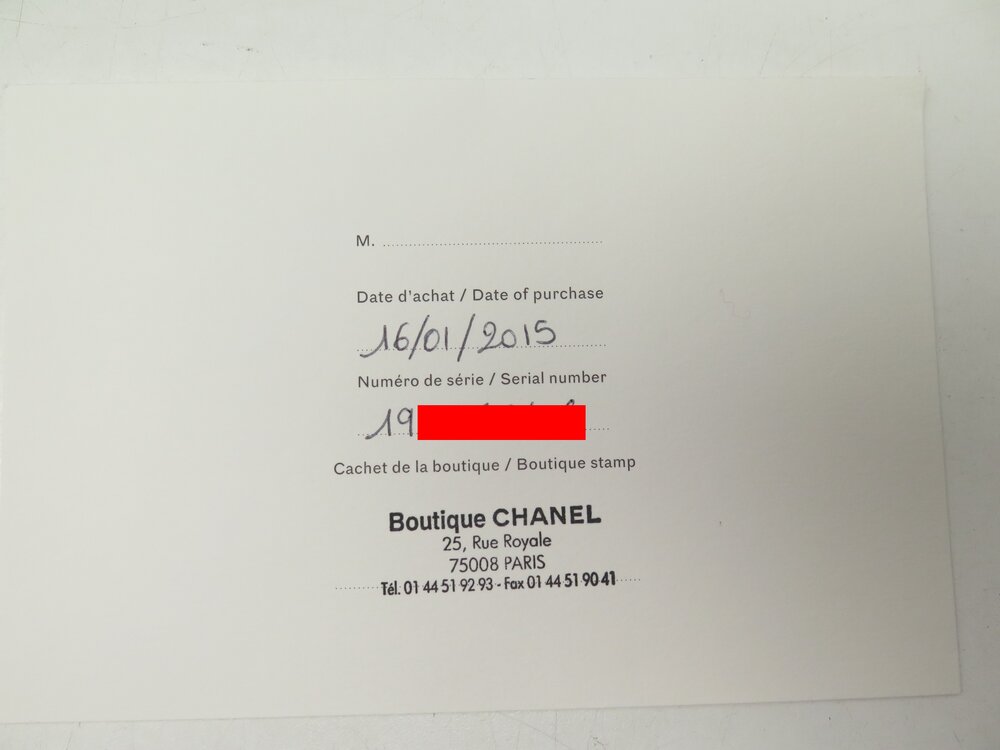 M. ........................................
Date d'achat / Date of purchase
16/01/2015
Numéro de série / Serial number
19
Cachet de la boutique / Boutique stamp
Boutique CHANEL
25, Rue Royale
75008 PARIS
Tél. 01 44 51 92 93 - Fax 01 44 51 90 41